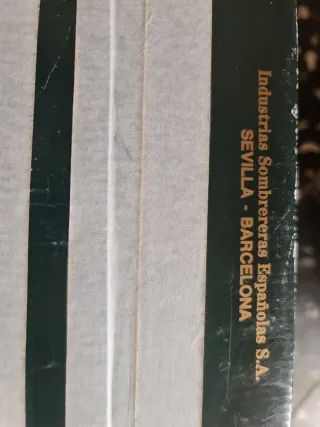 Industrias Sombrereras Españolas S.A.
SEVILLA - BARCELONA